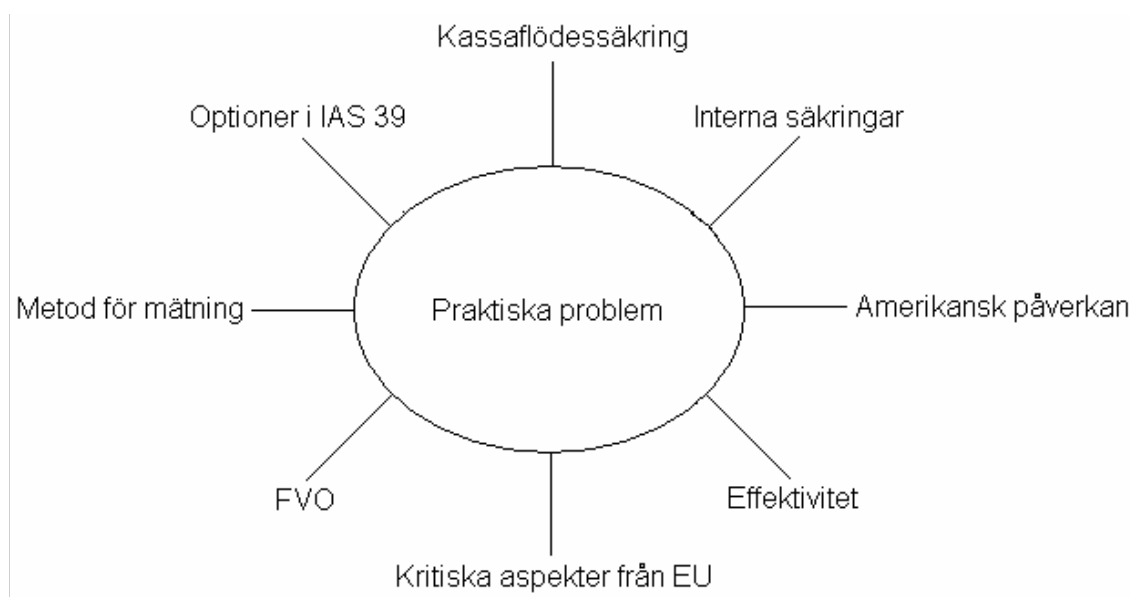 Kassaflödessäkring
Optioner i IAS 39
Interna säkringar
Metod för mätning
Praktiska problem
Amerikansk påverkan
FVO
Effektivitet
Kritiska aspekter från EU